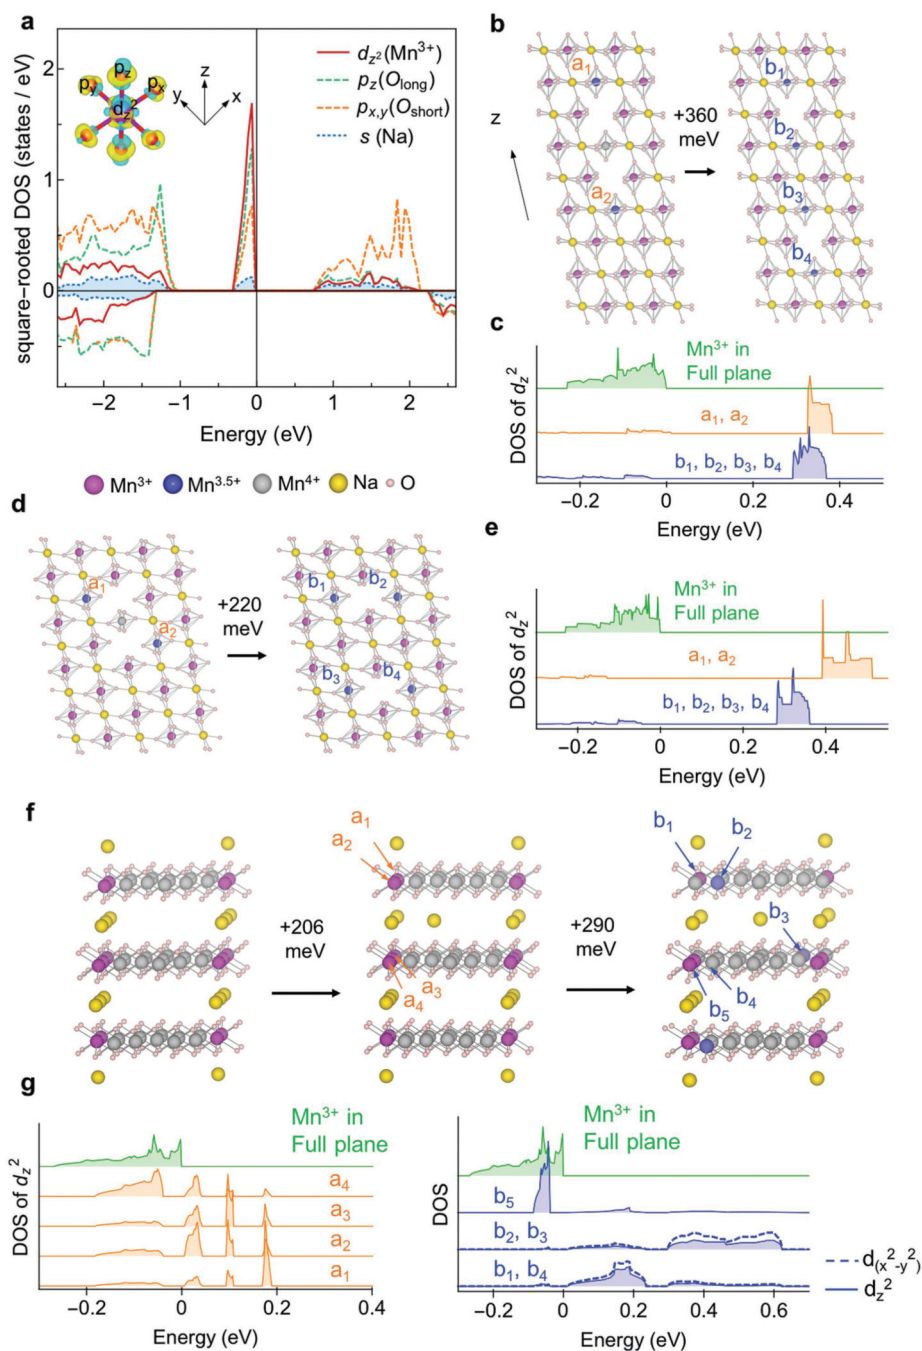 a
square-rooted DOS (states / eV)
2
1
0
−2
−1
0
1
2
Energy (eV)
p_z
p_y
p_x
d_z²
z
y
x
d_z²(Mn³⁺)
p_z(O_long)
p_x,y(O_short)
s (Na)
b
z
a₁
a₂
+360
meV
b₁
b₂
b₃
b₄
c
DOS of d_z²
Mn³⁺ in
Full plane
a₁, a₂
b₁, b₂, b₃, b₄
−0.2
0
0.2
0.4
Energy (eV)
Mn³⁺
Mn³·⁵⁺
Mn⁴⁺
Na
O
d
a₁
a₂
+220
meV
b₁
b₂
b₃
b₄
e
DOS of d_z²
Mn³⁺ in
Full plane
a₁, a₂
b₁, b₂, b₃, b₄
−0.2
0
0.2
0.4
Energy (eV)
f
+206
meV
a₁
a₂
a₃
a₄
+290
meV
b₁
b₂
b₃
b₄
b₅
g
DOS of d_z²
Mn³⁺ in
Full plane
a₄
a₃
a₂
a₁
−0.2
0
0.2
0.4
Energy (eV)
DOS
Mn³⁺ in
Full plane
b₅
b₂, b₃
b₁, b₄
−0.2
0
0.2
0.4
0.6
Energy (eV)
d_(x²-y²)
d_z²